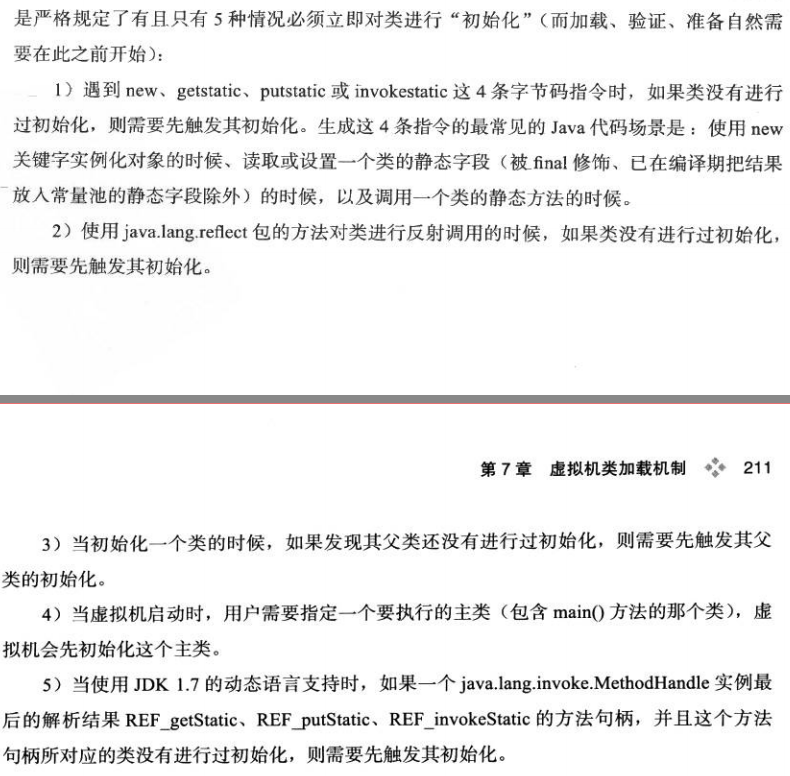 是严格规定了有且只有 5 种情况必须立即对类进行“初始化”（而加载、验证、准备自然需
要在此之前开始）：
1）遇到 new、getstatic、putstatic 或 invokestatic 这 4 条字节码指令时，如果类没有进行
过初始化，则需要先触发其初始化。生成这 4 条指令的最常见的 Java 代码场景是：使用 new
关键字实例化对象的时候、读取或设置一个类的静态字段（被 final 修饰、已在编译期把结果
放入常量池的静态字段除外）的时候，以及调用一个类的静态方法的时候。
2）使用 java.lang.reflect 包的方法对类进行反射调用的时候，如果类没有进行过初始化，
则需要先触发其初始化。
第 7 章 虚拟机类加载机制 211
3）当初始化一个类的时候，如果发现其父类还没有进行过初始化，则需要先触发其父
类的初始化。
4）当虚拟机启动时，用户需要指定一个要执行的主类（包含 main() 方法的那个类），虚
拟机会先初始化这个主类。
5）当使用 JDK 1.7 的动态语言支持时，如果一个 java.lang.invoke.MethodHandle 实例最
后的解析结果 REF_getStatic、REF_putStatic、REF_invokeStatic 的方法句柄，并且这个方法
句柄所对应的类没有进行过初始化，则需要先触发其初始化。